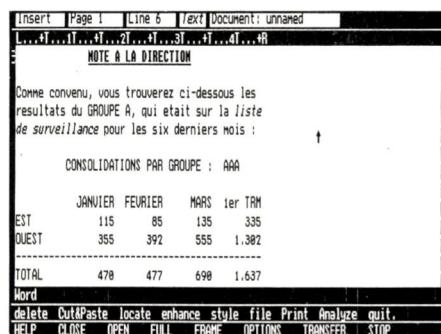 Insert Page 1 Line 6 Text Document: unnamed
L...+T...1T...+T...2T...+T...3T...+T...4T...+R
NOTE A LA DIRECTION
Comme convenu, vous trouverez ci-dessous les
resultats du GROUPE A, qui etait sur la liste
de surveillance pour les six derniers mois :
CONSOLIDATIONS PAR GROUPE : AAA
JANVIER FEVRIER MARS 1er TRM
EST 115 85 135 335
OUEST 355 392 555 1.302
--------------------------------------------
TOTAL 470 477 690 1.637
Word
delete Cut&Paste locate enhance style file Print Analyze quit.
HELP CLOSE OPEN FULL FRAME OPTIONS TRANSFER STOP